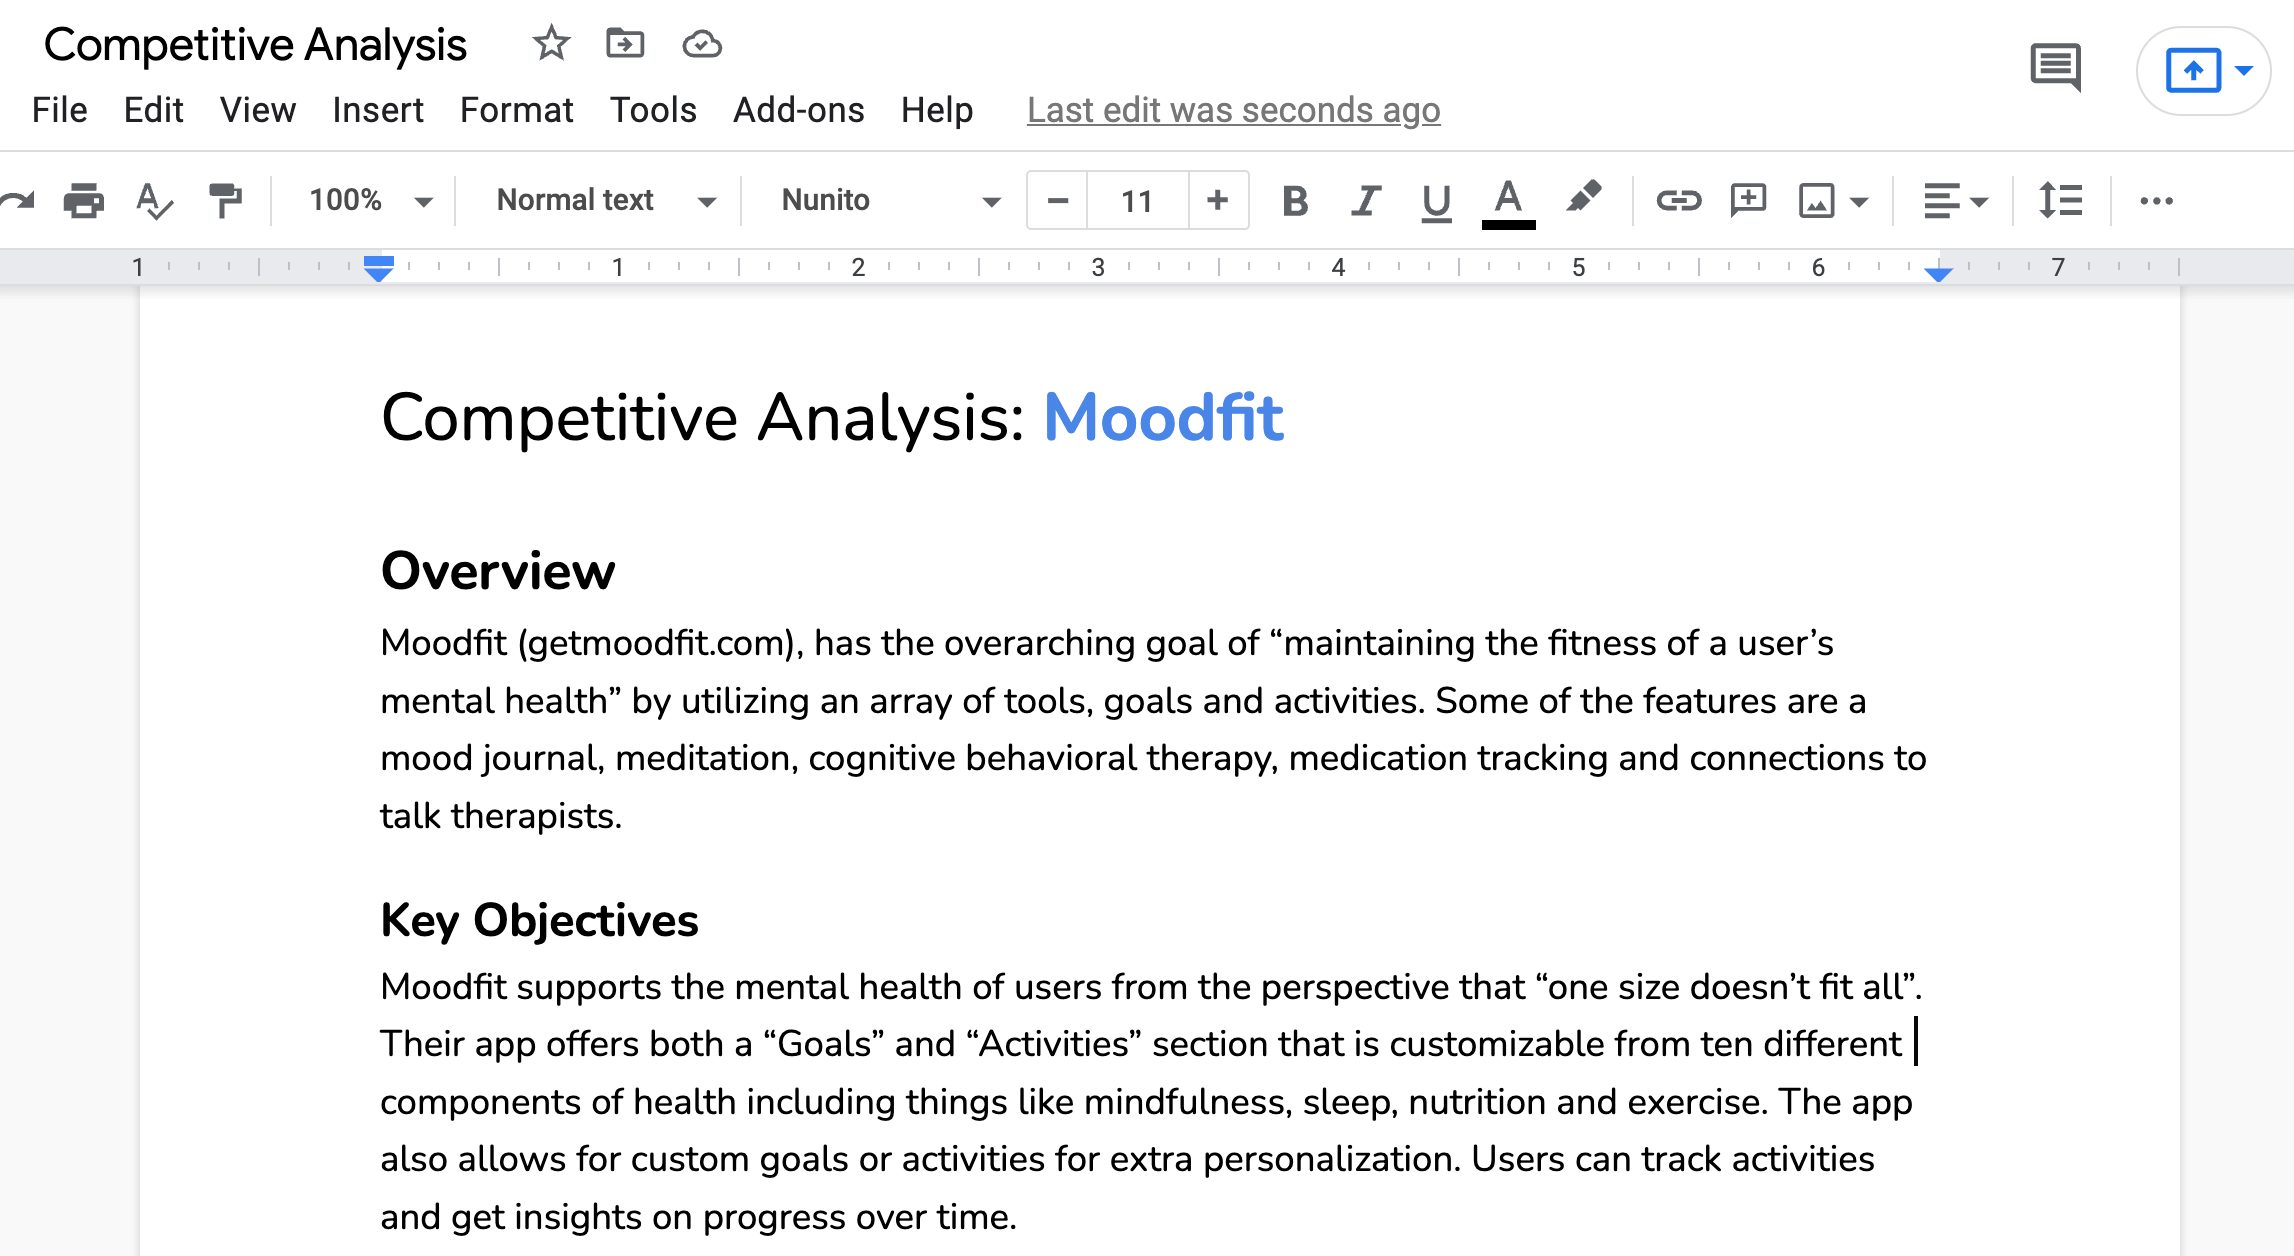 Competitive Analysis
File Edit View Insert Format Tools Add-ons Help Last edit was seconds ago
100% Normal text Nunito − 11 + B I U A
1 1 2 3 4 5 6 7
Competitive Analysis: Moodfit
Overview
Moodfit (getmoodfit.com), has the overarching goal of “maintaining the fitness of a user’s
mental health” by utilizing an array of tools, goals and activities. Some of the features are a
mood journal, meditation, cognitive behavioral therapy, medication tracking and connections to
talk therapists.
Key Objectives
Moodfit supports the mental health of users from the perspective that “one size doesn’t fit all”.
Their app offers both a “Goals” and “Activities” section that is customizable from ten different
components of health including things like mindfulness, sleep, nutrition and exercise. The app
also allows for custom goals or activities for extra personalization. Users can track activities
and get insights on progress over time.